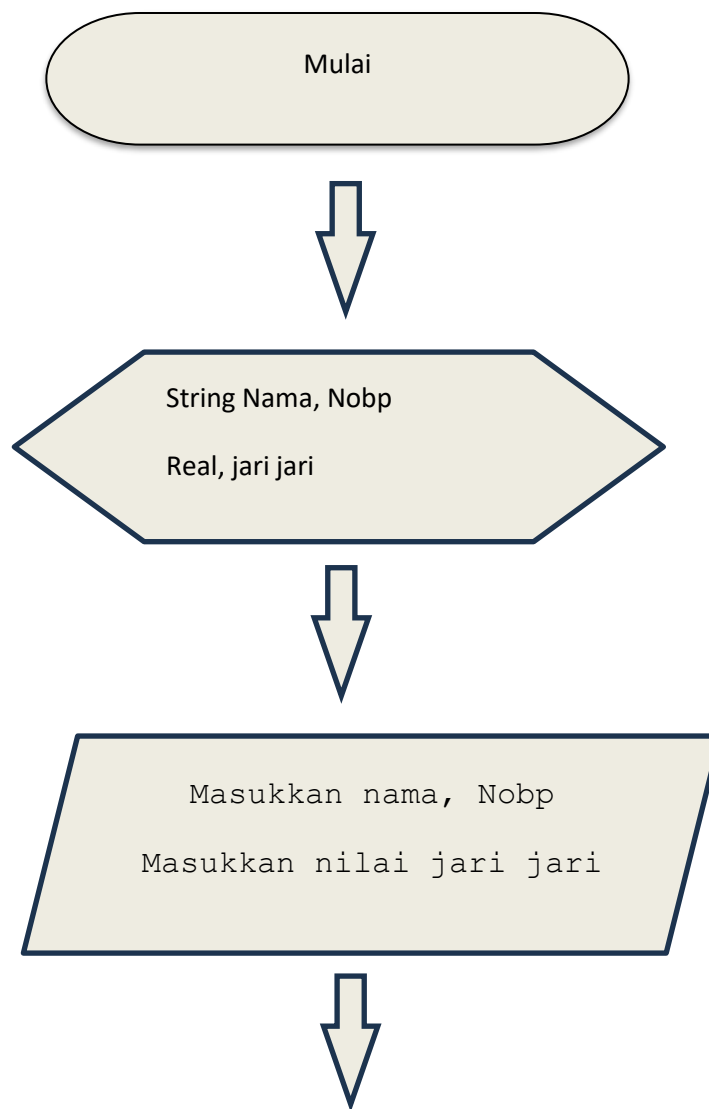 Mulai
String Nama, Nobp
Real, jari jari
Masukkan nama, Nobp
Masukkan nilai jari jari